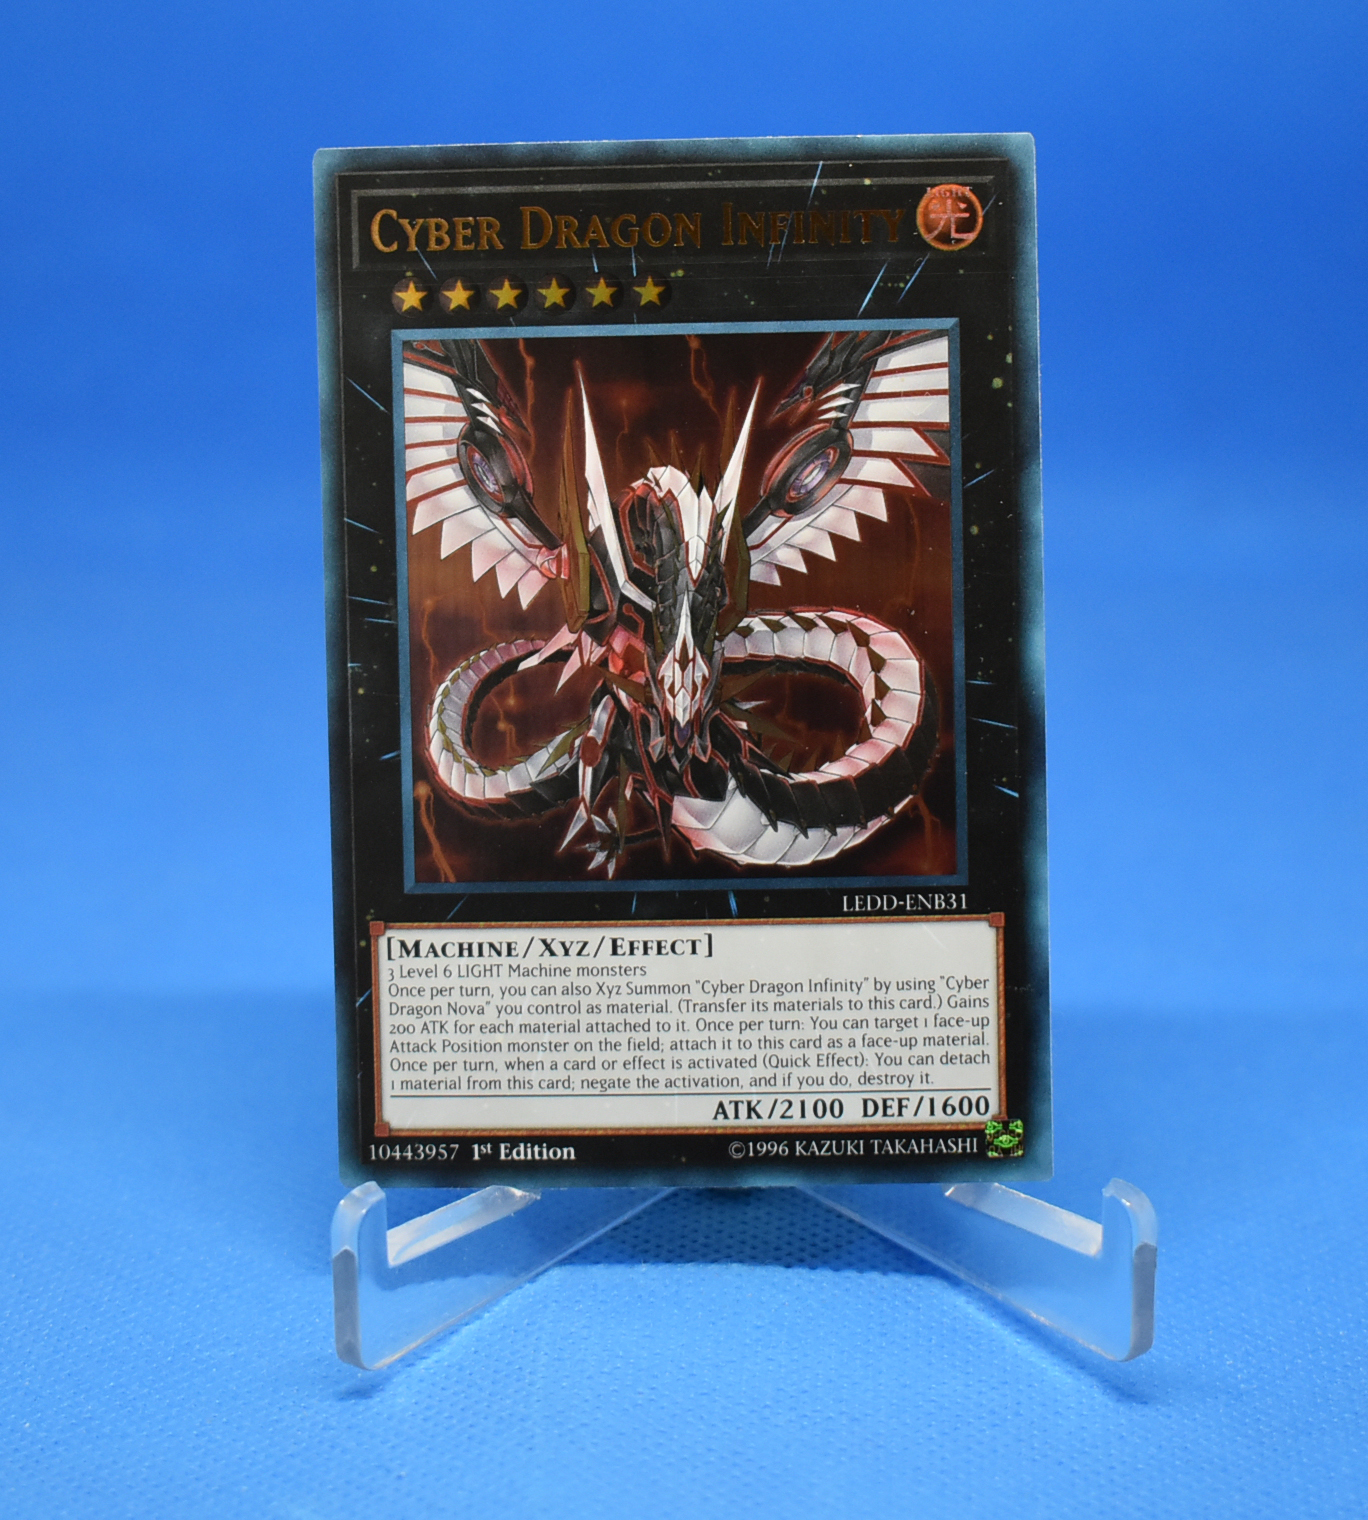 CYBER DRAGON INFINITY
LIGHT
光
LEDD-ENB31
[MACHINE/XYZ/EFFECT]
3 Level 6 LIGHT Machine monsters
Once per turn, you can also Xyz Summon "Cyber Dragon Infinity" by using "Cyber
Dragon Nova" you control as material. (Transfer its materials to this card.) Gains
200 ATK for each material attached to it. Once per turn: You can target 1 face-up
Attack Position monster on the field; attach it to this card as a face-up material.
Once per turn, when a card or effect is activated (Quick Effect): You can detach
1 material from this card; negate the activation, and if you do, destroy it.
ATK/2100 DEF/1600
10443957 1st Edition
©1996 KAZUKI TAKAHASHI